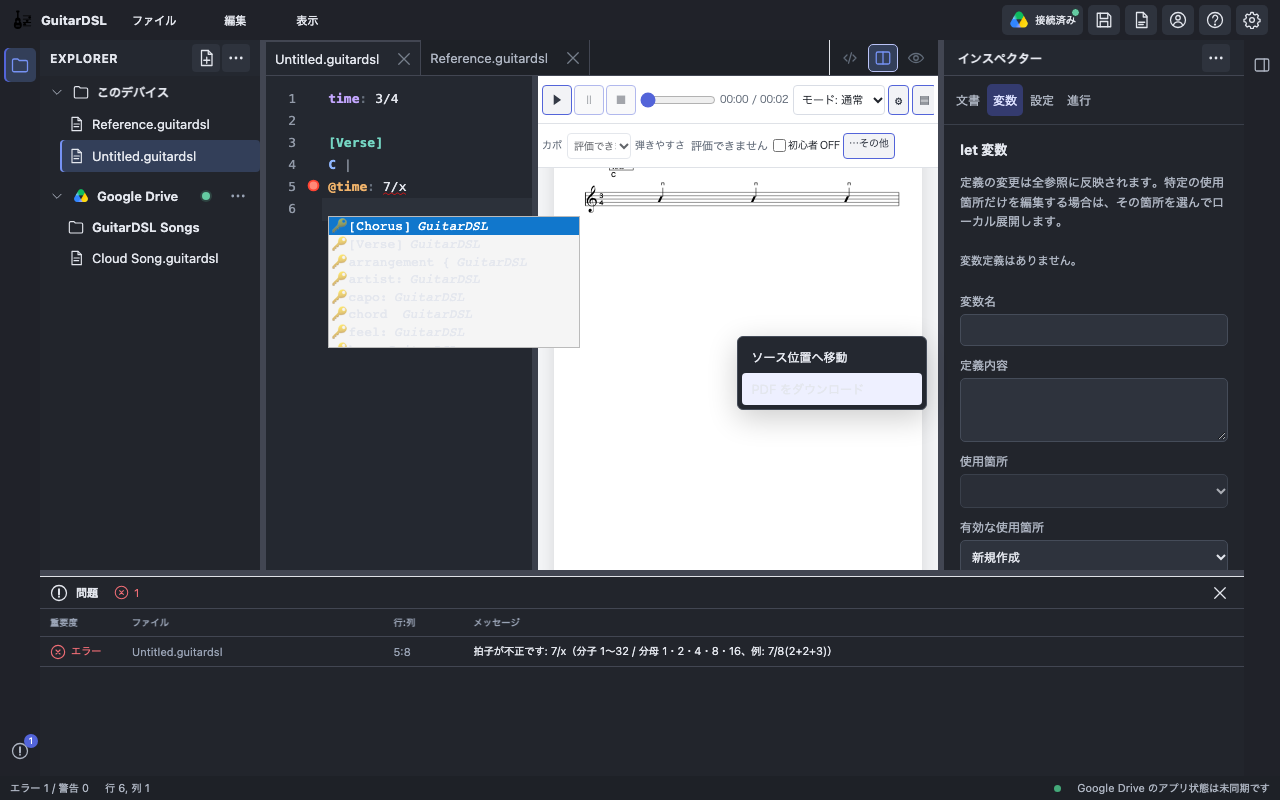 GuitarDSL ファイル 編集 表示 接続済み
EXPLORER
このデバイス
Reference.guitardsl
Untitled.guitardsl
Google Drive
GuitarDSL Songs
Cloud Song.guitardsl
Untitled.guitardsl Reference.guitardsl
1 time: 3/4
2
3 [Verse]
4 C |
5 @time: 7/x
6
[Chorus] GuitarDSL
[Verse] GuitarDSL
arrangement { GuitarDSL
artist: GuitarDSL
capo: GuitarDSL
chord GuitarDSL
feel: GuitarDSL
00:00 / 00:02 モード: 通常
カポ 評価でき: 弾きやすさ 評価できません 初心者 OFF …その他
C
3
4
ソース位置へ移動
PDF をダウンロード
インスペクター
文書 変数 設定 進行
let 変数
定義の変更は全参照に反映されます。特定の使用
箇所だけを編集する場合は、その箇所を選んでロ
ーカル展開します。
変数定義はありません。
変数名
定義内容
使用箇所
有効な使用箇所
新規作成
問題 1
重要度 ファイル 行:列 メッセージ
エラー Untitled.guitardsl 5:8 拍子が不正です: 7/x（分子 1〜32 / 分母 1・2・4・8・16、例: 7/8(2+2+3)）
1
エラー 1 / 警告 0 行 6, 列 1 Google Drive のアプリ状態は未同期です